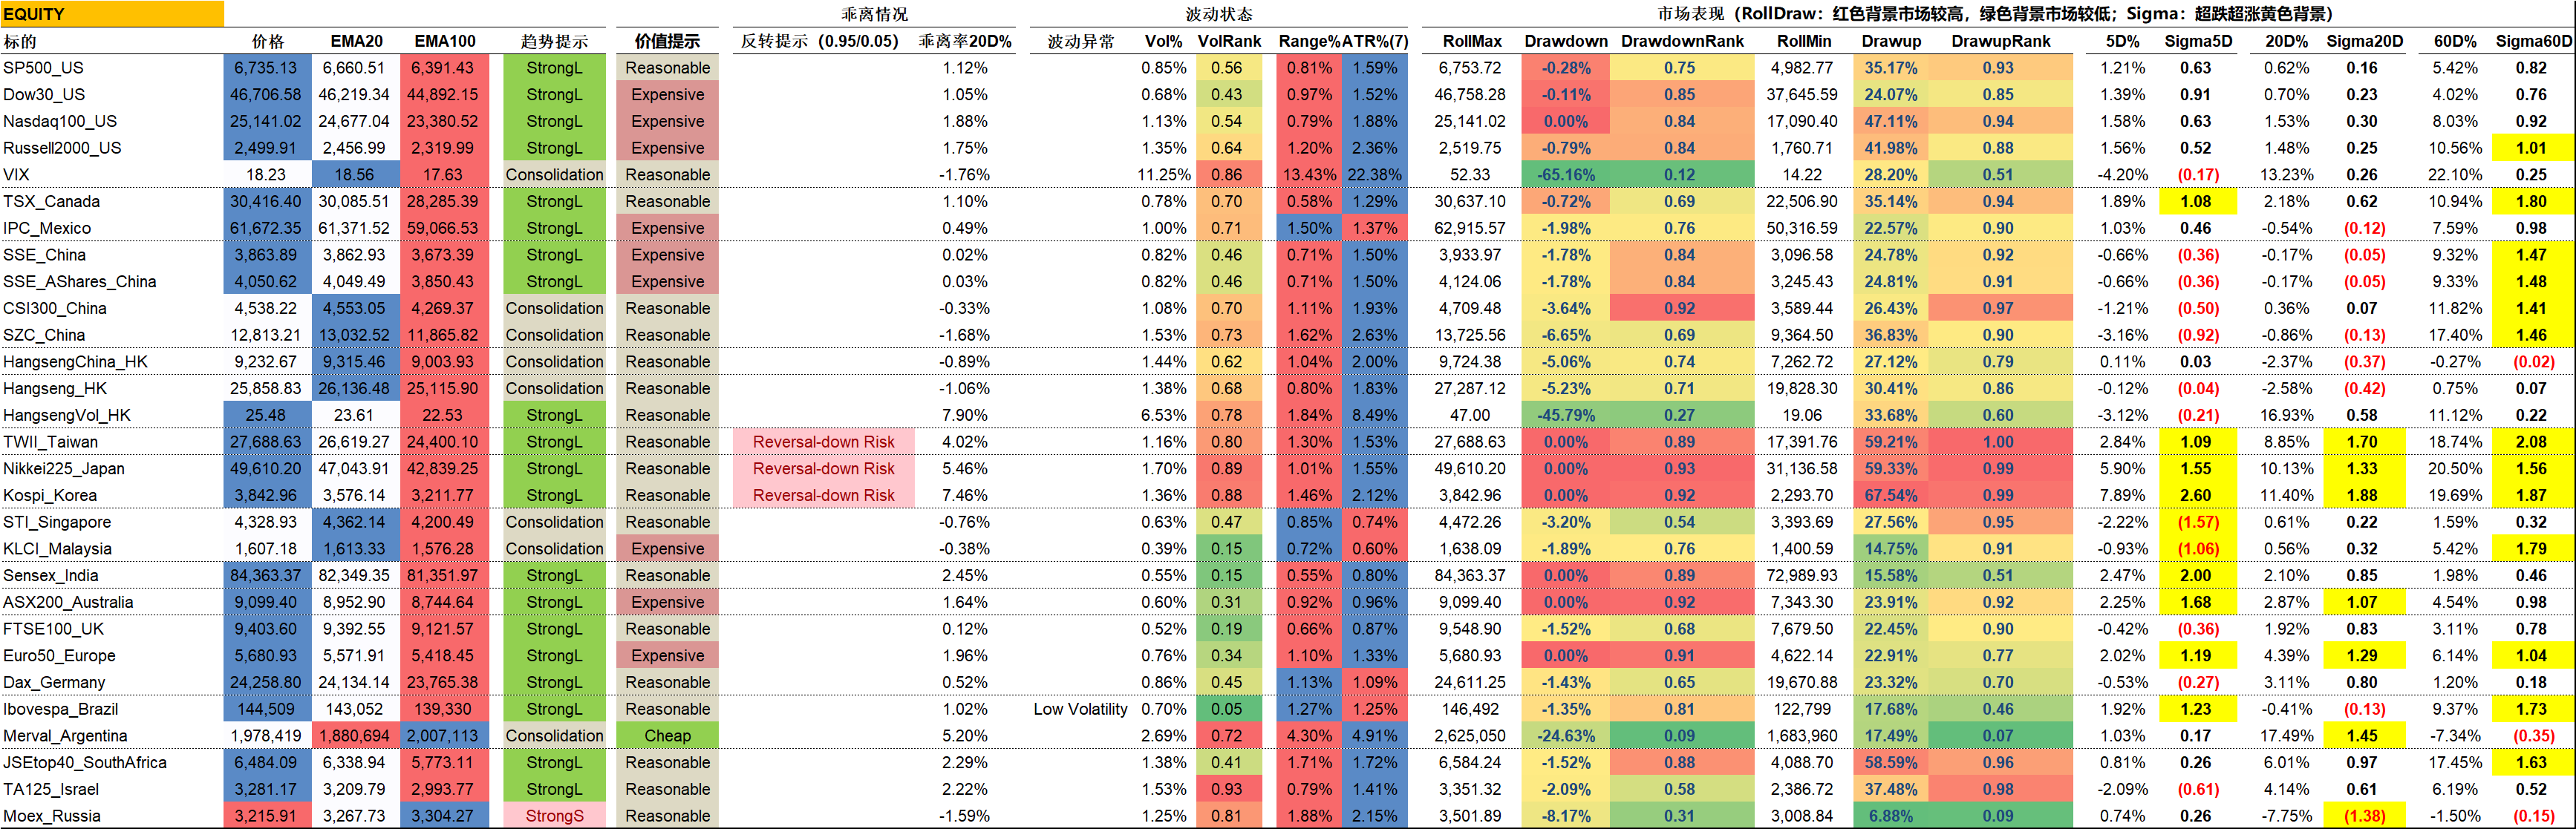 EQUITY 乖离情况 波动状态 市场表现（RollDraw：红色背景市场较高，绿色背景市场较低；Sigma：超跌超涨黄色背景）
标的 价格 EMA20 EMA100 趋势提示 价值提示 反转提示（0.95/0.05） 乖离率20D% 波动异常 Vol% VolRank Range% ATR%(7) RollMax Drawdown DrawdownRank RollMin Drawup DrawupRank 5D% Sigma5D 20D% Sigma20D 60D% Sigma60D
SP500_US 6,735.13 6,660.51 6,391.43 StrongL Reasonable 1.12% 0.85% 0.56 0.81% 1.59% 6,753.72 -0.28% 0.75 4,982.77 35.17% 0.93 1.21% 0.63 0.62% 0.16 5.42% 0.82
Dow30_US 46,706.58 46,219.34 44,892.15 StrongL Expensive 1.05% 0.68% 0.43 0.97% 1.52% 46,758.28 -0.11% 0.85 37,645.59 24.07% 0.85 1.39% 0.91 0.70% 0.23 4.02% 0.76
Nasdaq100_US 25,141.02 24,677.04 23,380.52 StrongL Expensive 1.88% 1.13% 0.54 0.79% 1.88% 25,141.02 0.00% 0.84 17,090.40 47.11% 0.94 1.58% 0.63 1.53% 0.30 8.03% 0.92
Russell2000_US 2,499.91 2,456.99 2,319.99 StrongL Expensive 1.75% 1.35% 0.64 1.20% 2.36% 2,519.75 -0.79% 0.84 1,760.71 41.98% 0.88 1.56% 0.52 1.48% 0.25 10.56% 1.01
VIX 18.23 18.56 17.63 Consolidation Reasonable -1.76% 11.25% 0.86 13.43% 22.38% 52.33 -65.16% 0.12 14.22 28.20% 0.51 -4.20% (0.17) 13.23% 0.26 22.10% 0.25
TSX_Canada 30,416.40 30,085.51 28,285.39 StrongL Reasonable 1.10% 0.78% 0.70 0.58% 1.29% 30,637.10 -0.72% 0.69 22,506.90 35.14% 0.94 1.89% 1.08 2.18% 0.62 10.94% 1.80
IPC_Mexico 61,672.35 61,371.52 59,066.53 StrongL Expensive 0.49% 1.00% 0.71 1.50% 1.37% 62,915.57 -1.98% 0.76 50,316.59 22.57% 0.90 1.03% 0.46 -0.54% (0.12) 7.59% 0.98
SSE_China 3,863.89 3,862.93 3,673.39 StrongL Expensive 0.02% 0.82% 0.46 0.71% 1.50% 3,933.97 -1.78% 0.84 3,096.58 24.78% 0.92 -0.66% (0.36) -0.17% (0.05) 9.32% 1.47
SSE_AShares_China 4,050.62 4,049.49 3,850.43 StrongL Expensive 0.03% 0.82% 0.46 0.71% 1.50% 4,124.06 -1.78% 0.84 3,245.43 24.81% 0.91 -0.66% (0.36) -0.17% (0.05) 9.33% 1.48
CSI300_China 4,538.22 4,553.05 4,269.37 Consolidation Reasonable -0.33% 1.08% 0.70 1.11% 1.93% 4,709.48 -3.64% 0.92 3,589.44 26.43% 0.97 -1.21% (0.50) 0.36% 0.07 11.82% 1.41
SZC_China 12,813.21 13,032.52 11,865.82 Consolidation Reasonable -1.68% 1.53% 0.73 1.62% 2.63% 13,725.56 -6.65% 0.69 9,364.50 36.83% 0.90 -3.16% (0.92) -0.86% (0.13) 17.40% 1.46
HangsengChina_HK 9,232.67 9,315.46 9,003.93 Consolidation Reasonable -0.89% 1.44% 0.62 1.04% 2.00% 9,724.38 -5.06% 0.74 7,262.72 27.12% 0.79 0.11% 0.03 -2.37% (0.37) -0.27% (0.02)
Hangseng_HK 25,858.83 26,136.48 25,115.90 Consolidation Reasonable -1.06% 1.38% 0.68 0.80% 1.83% 27,287.12 -5.23% 0.71 19,828.30 30.41% 0.86 -0.12% (0.04) -2.58% (0.42) 0.75% 0.07
HangsengVol_HK 25.48 23.61 22.53 StrongL Reasonable 7.90% 6.53% 0.78 1.84% 8.49% 47.00 -45.79% 0.27 19.06 33.68% 0.60 -3.12% (0.21) 16.93% 0.58 11.12% 0.22
TWII_Taiwan 27,688.63 26,619.27 24,400.10 StrongL Reasonable Reversal-down Risk 4.02% 1.16% 0.80 1.30% 1.53% 27,688.63 0.00% 0.89 17,391.76 59.21% 1.00 2.84% 1.09 8.85% 1.70 18.74% 2.08
Nikkei225_Japan 49,610.20 47,043.91 42,839.25 StrongL Reasonable Reversal-down Risk 5.46% 1.70% 0.89 1.01% 1.55% 49,610.20 0.00% 0.93 31,136.58 59.33% 0.99 5.90% 1.55 10.13% 1.33 20.50% 1.56
Kospi_Korea 3,842.96 3,576.14 3,211.77 StrongL Reasonable Reversal-down Risk 7.46% 1.36% 0.88 1.46% 2.12% 3,842.96 0.00% 0.92 2,293.70 67.54% 0.99 7.89% 2.60 11.40% 1.88 19.69% 1.87
STI_Singapore 4,328.93 4,362.14 4,200.49 Consolidation Reasonable -0.76% 0.63% 0.47 0.85% 0.74% 4,472.26 -3.20% 0.54 3,393.69 27.56% 0.95 -2.22% (1.57) 0.61% 0.22 1.59% 0.32
KLCI_Malaysia 1,607.18 1,613.33 1,576.28 Consolidation Expensive -0.38% 0.39% 0.15 0.72% 0.60% 1,638.09 -1.89% 0.76 1,400.59 14.75% 0.91 -0.93% (1.06) 0.56% 0.32 5.42% 1.79
Sensex_India 84,363.37 82,349.35 81,351.97 StrongL Reasonable 2.45% 0.55% 0.15 0.55% 0.80% 84,363.37 0.00% 0.89 72,989.93 15.58% 0.51 2.47% 2.00 2.10% 0.85 1.98% 0.46
ASX200_Australia 9,099.40 8,952.90 8,744.64 StrongL Expensive 1.64% 0.60% 0.31 0.92% 0.96% 9,099.40 0.00% 0.92 7,343.30 23.91% 0.92 2.25% 1.68 2.87% 1.07 4.54% 0.98
FTSE100_UK 9,403.60 9,392.55 9,121.57 StrongL Reasonable 0.12% 0.52% 0.19 0.66% 0.87% 9,548.90 -1.52% 0.68 7,679.50 22.45% 0.90 -0.42% (0.36) 1.92% 0.83 3.11% 0.78
Euro50_Europe 5,680.93 5,571.91 5,418.45 StrongL Expensive 1.96% 0.76% 0.34 1.10% 1.33% 5,680.93 0.00% 0.91 4,622.14 22.91% 0.77 2.02% 1.19 4.39% 1.29 6.14% 1.04
Dax_Germany 24,258.80 24,134.14 23,765.38 StrongL Reasonable 0.52% 0.86% 0.45 1.13% 1.09% 24,611.25 -1.43% 0.65 19,670.88 23.32% 0.70 -0.53% (0.27) 3.11% 0.80 1.20% 0.18
Ibovespa_Brazil 144,509 143,052 139,330 StrongL Reasonable 1.02% Low Volatility 0.70% 0.05 1.27% 1.25% 146,492 -1.35% 0.81 122,799 17.68% 0.46 1.92% 1.23 -0.41% (0.13) 9.37% 1.73
Merval_Argentina 1,978,419 1,880,694 2,007,113 Consolidation Cheap 5.20% 2.69% 0.72 4.30% 4.91% 2,625,050 -24.63% 0.09 1,683,960 17.49% 0.07 1.03% 0.17 17.49% 1.45 -7.34% (0.35)
JSEtop40_SouthAfrica 6,484.09 6,338.94 5,773.11 StrongL Reasonable 2.29% 1.38% 0.41 1.71% 1.72% 6,584.24 -1.52% 0.88 4,088.70 58.59% 0.96 0.81% 0.26 6.01% 0.97 17.45% 1.63
TA125_Israel 3,281.17 3,209.79 2,993.77 StrongL Reasonable 2.22% 1.53% 0.93 0.79% 1.41% 3,351.32 -2.09% 0.58 2,386.72 37.48% 0.98 -2.09% (0.61) 4.14% 0.61 6.19% 0.52
Moex_Russia 3,215.91 3,267.73 3,304.27 StrongS Reasonable -1.59% 1.25% 0.81 1.88% 2.15% 3,501.89 -8.17% 0.31 3,008.84 6.88% 0.09 0.74% 0.26 -7.75% (1.38) -1.50% (0.15)